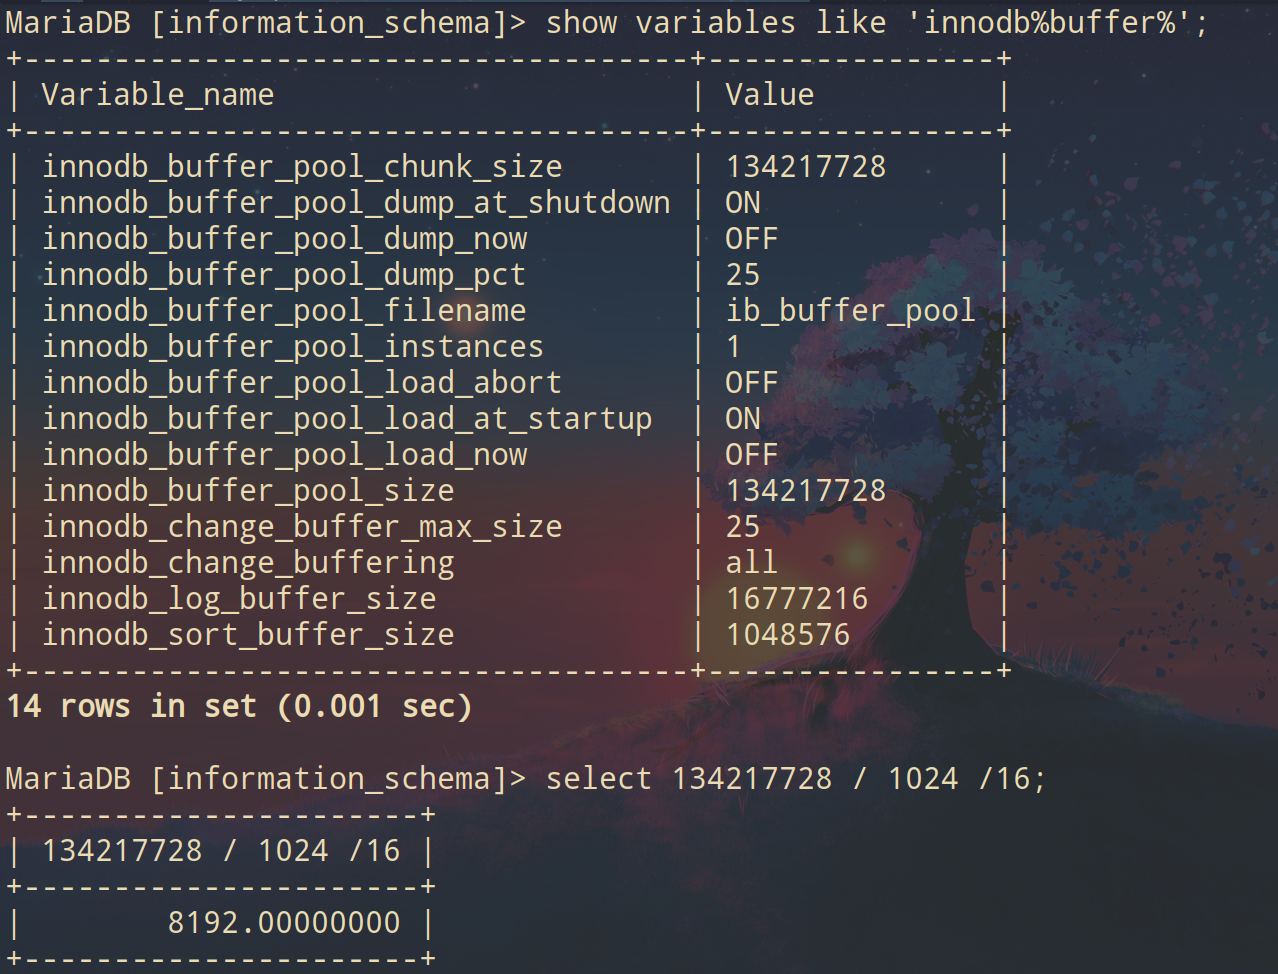 MariaDB [information_schema]> show variables like 'innodb%buffer%';
+-------------------------------------+----------------+
| Variable_name                       | Value          |
+-------------------------------------+----------------+
| innodb_buffer_pool_chunk_size       | 134217728      |
| innodb_buffer_pool_dump_at_shutdown | ON             |
| innodb_buffer_pool_dump_now         | OFF            |
| innodb_buffer_pool_dump_pct         | 25             |
| innodb_buffer_pool_filename         | ib_buffer_pool |
| innodb_buffer_pool_instances        | 1              |
| innodb_buffer_pool_load_abort       | OFF            |
| innodb_buffer_pool_load_at_startup  | ON             |
| innodb_buffer_pool_load_now         | OFF            |
| innodb_buffer_pool_size             | 134217728      |
| innodb_change_buffer_max_size       | 25             |
| innodb_change_buffering             | all            |
| innodb_log_buffer_size              | 16777216       |
| innodb_sort_buffer_size             | 1048576        |
+-------------------------------------+----------------+
14 rows in set (0.001 sec)

MariaDB [information_schema]> select 134217728 / 1024 /16;
+----------------------+
| 134217728 / 1024 /16 |
+----------------------+
|        8192.00000000 |
+----------------------+